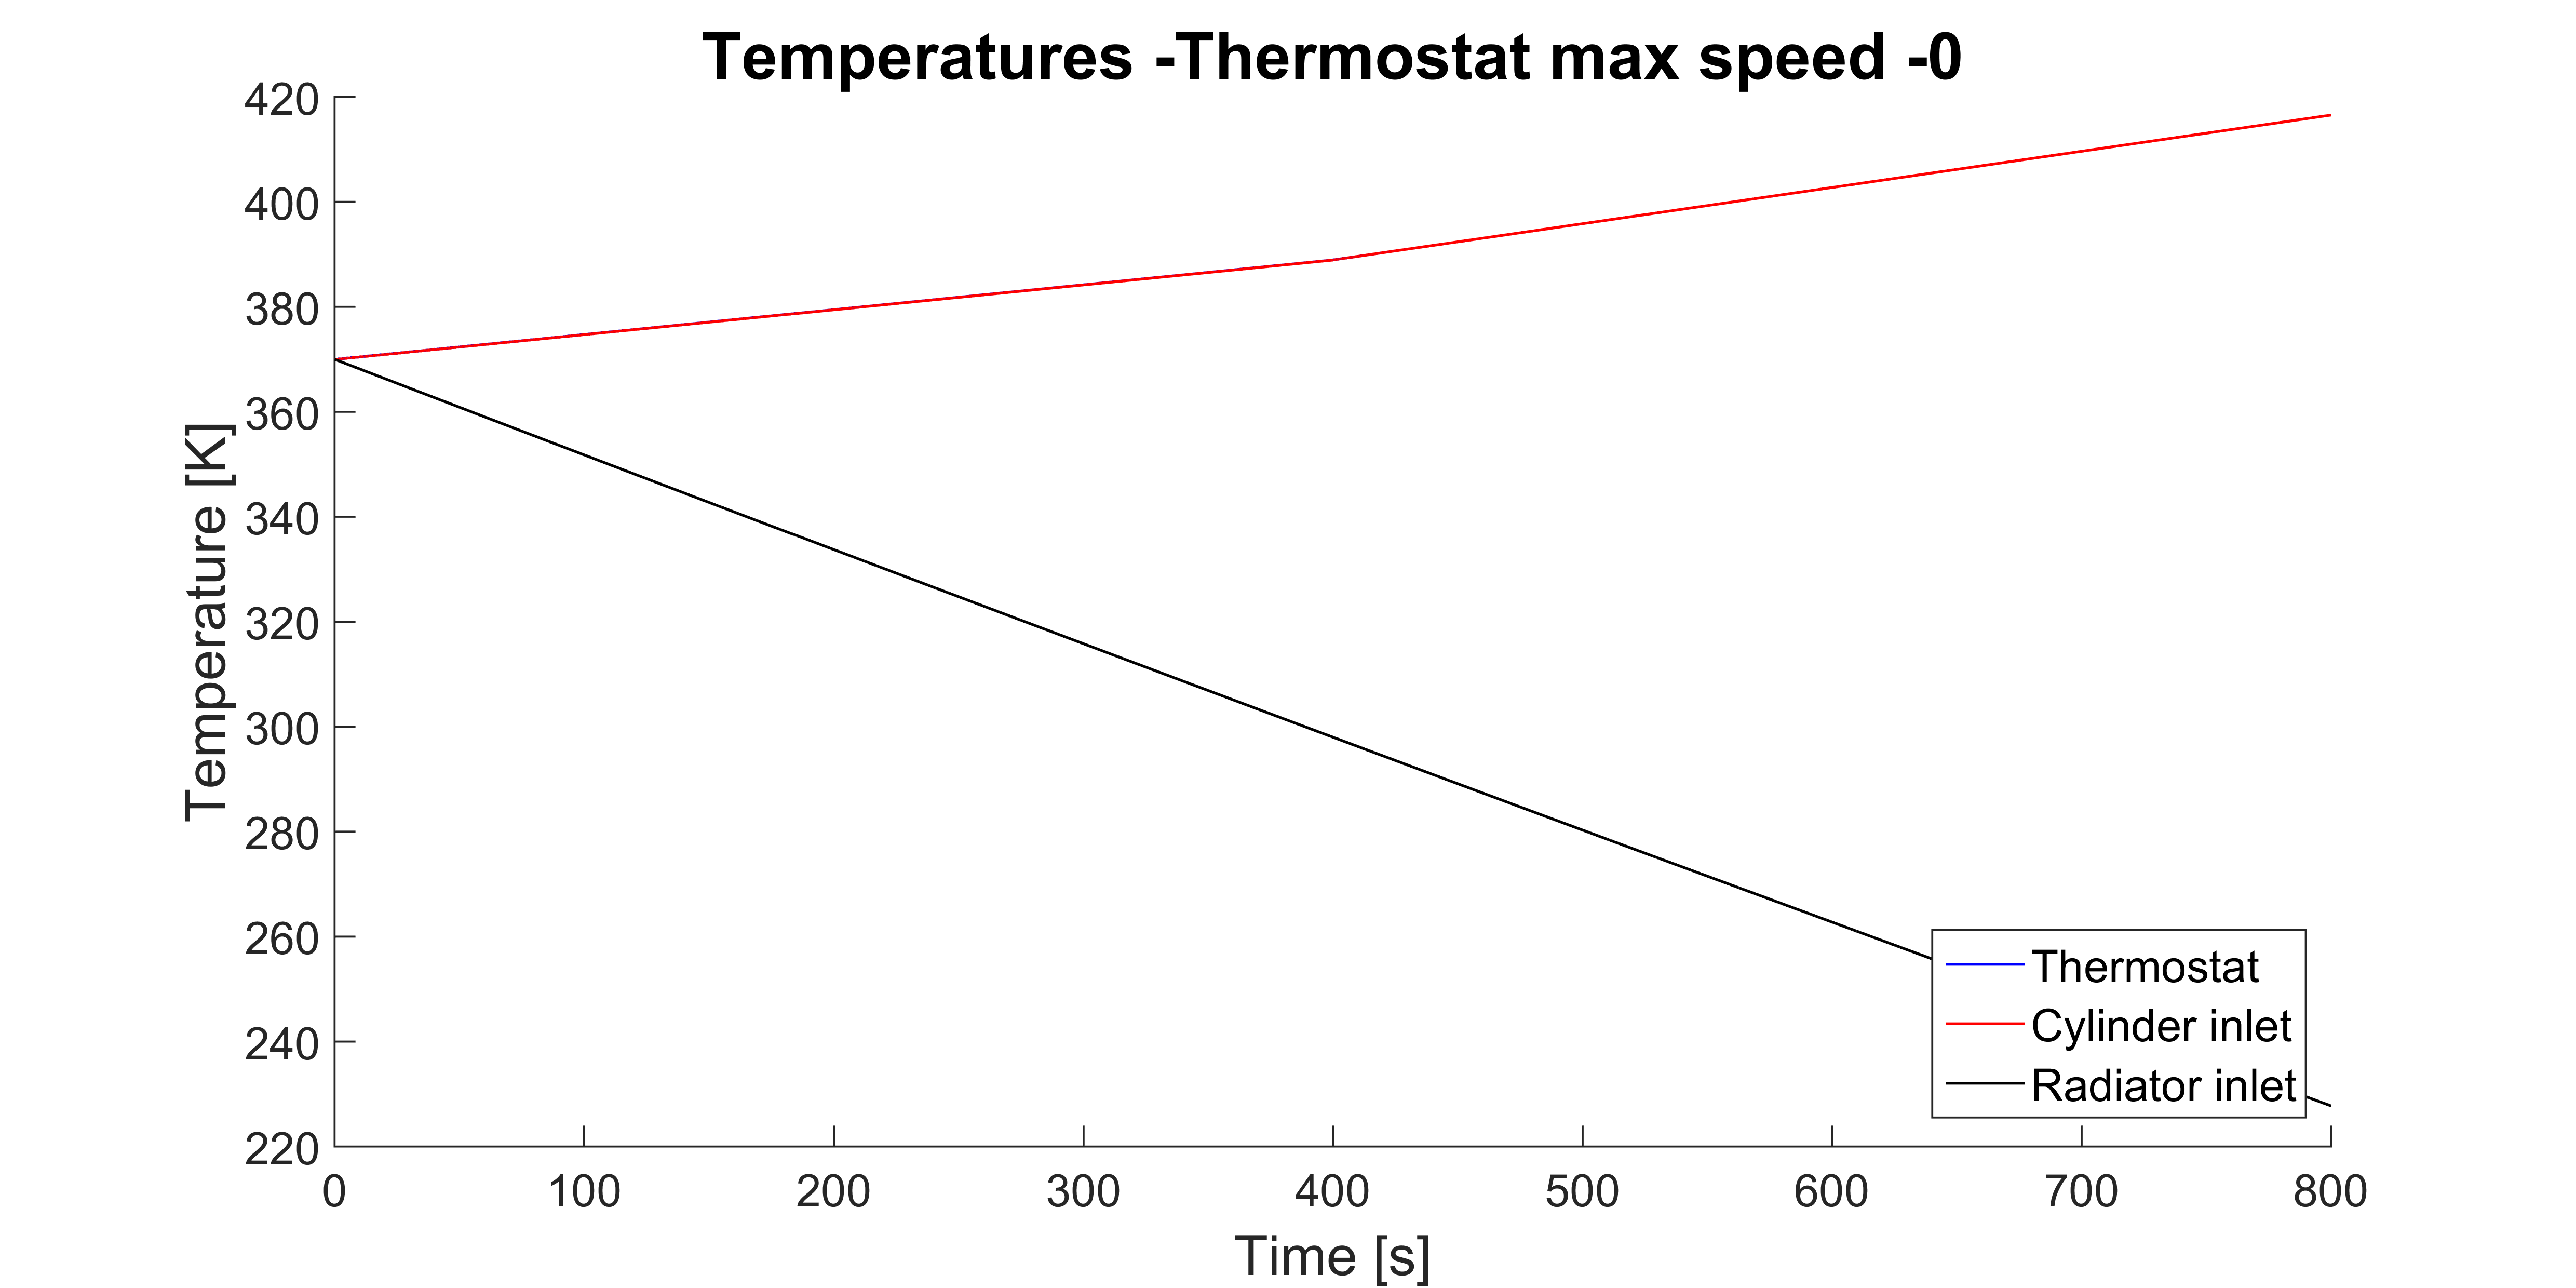 Temperatures -Thermostat max speed -0
420
400
380
360
340
320
300
280
260
240
220
Temperature [K]
0 100 200 300 400 500 600 700 800
Time [s]
Thermostat
Cylinder inlet
Radiator inlet